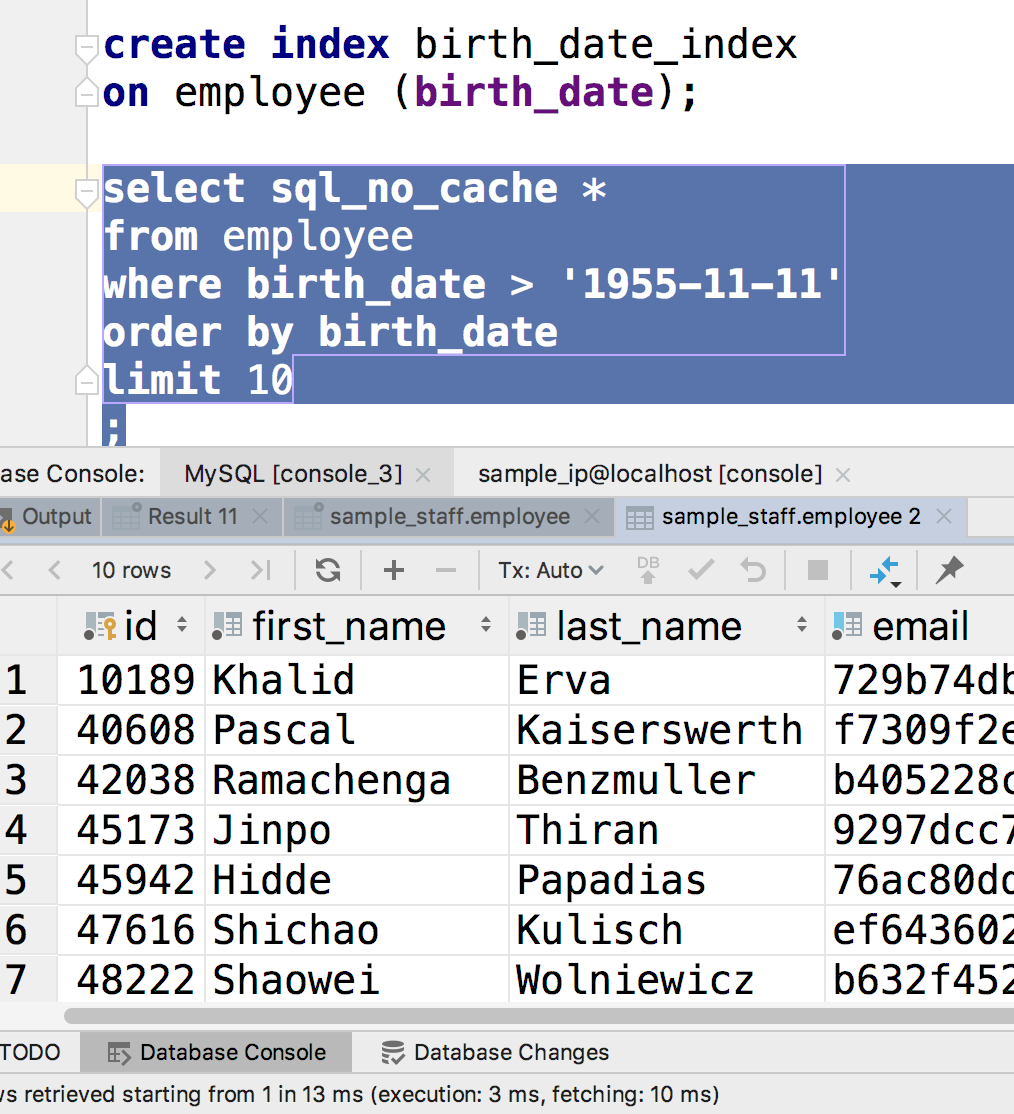 create index birth_date_index
on employee (birth_date);
select sql_no_cache *
from employee
where birth_date > '1955-11-11'
order by birth_date
limit 10
;
ase Console: MySQL [console_3] sample_ip@localhost [console]
Output Result 11 sample_staff.employee sample_staff.employee 2
10 rows Tx: Auto DB
id first_name last_name email
1 10189 Khalid Erva 729b74db
2 40608 Pascal Kaiserswerth f7309f2e
3 42038 Ramachenga Benzmuller b405228c
4 45173 Jinpo Thiran 9297dcc7
5 45942 Hidde Papadias 76ac80dd
6 47616 Shichao Kulisch ef643602
7 48222 Shaowei Wolniewicz b632f452
TODO Database Console Database Changes
ws retrieved starting from 1 in 13 ms (execution: 3 ms, fetching: 10 ms)